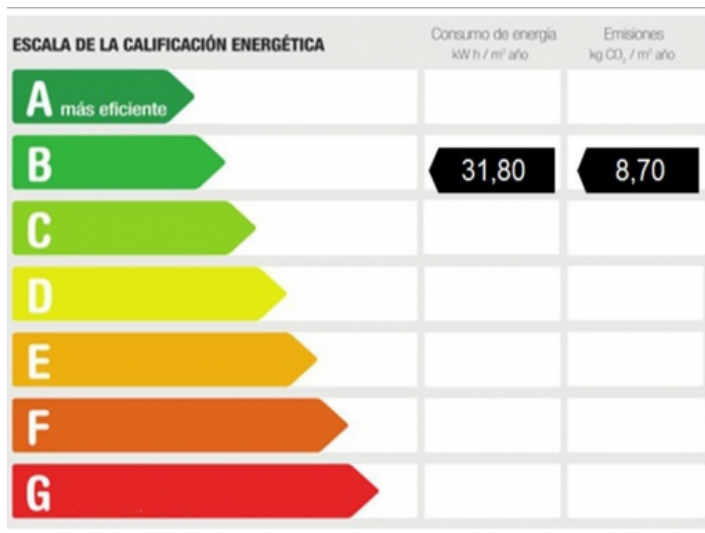 ESCALA DE LA CALIFICACIÓN ENERGÉTICA
Consumo de energía
kW h / m² año
Emisiones
kg CO₂ / m² año
A más eficiente
B 31,80 8,70
C
D
E
F
G